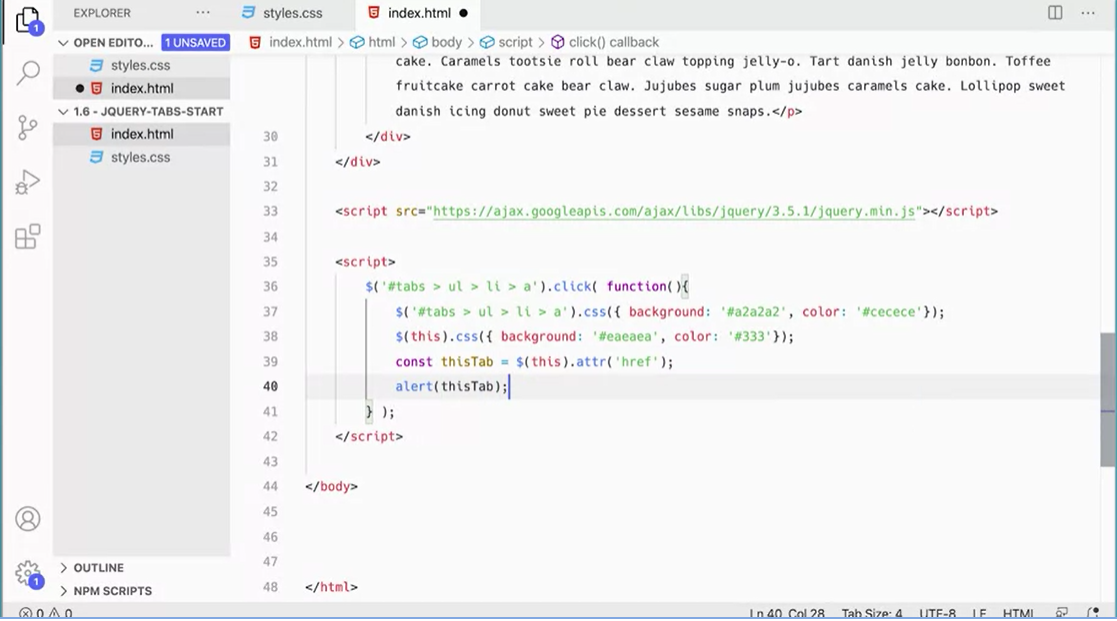 EXPLORER ··· styles.css index.html ●
OPEN EDITO... 1 UNSAVED index.html > html > body > script > click() callback
styles.css
● index.html
1.6 - JQUERY-TABS-START
index.html
styles.css
cake. Caramels tootsie roll bear claw topping jelly-o. Tart danish jelly bonbon. Toffee
fruitcake carrot cake bear claw. Jujubes sugar plum jujubes caramels cake. Lollipop sweet
danish icing donut sweet pie dessert sesame snaps.</p>
30 </div>
31 </div>
32
33 <script src="https://ajax.googleapis.com/ajax/libs/jquery/3.5.1/jquery.min.js"></script>
34
35 <script>
36 $('#tabs > ul > li > a').click( function(){
37 $('#tabs > ul > li > a').css({ background: '#a2a2a2', color: '#cecece'});
38 $(this).css({ background: '#eaeaea', color: '#333'});
39 const thisTab = $(this).attr('href');
40 alert(thisTab);
41 } );
42 </script>
43
44 </body>
45
46
47
48 </html>
1
1
OUTLINE
NPM SCRIPTS
0 0 Ln 40, Col 28 Tab Size: 4 UTF-8 LF HTML